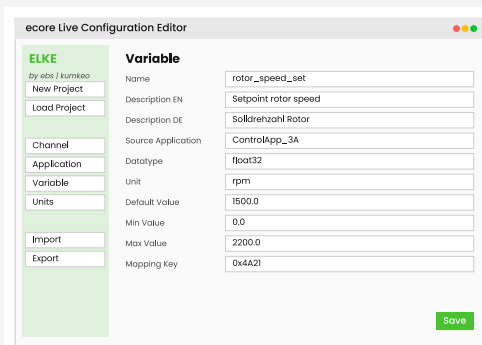 ecore Live Configuration Editor
ELKE
by ebs | kumkeo
New Project
Load Project
Channel
Application
Variable
Units
Import
Export
Variable
Name rotor_speed_set
Description EN Setpoint rotor speed
Description DE Solldrehzahl Rotor
Source Application ControlApp_3A
Datatype float32
Unit rpm
Default Value 1500.0
Min Value 0.0
Max Value 2200.0
Mapping Key 0x4A21
Save